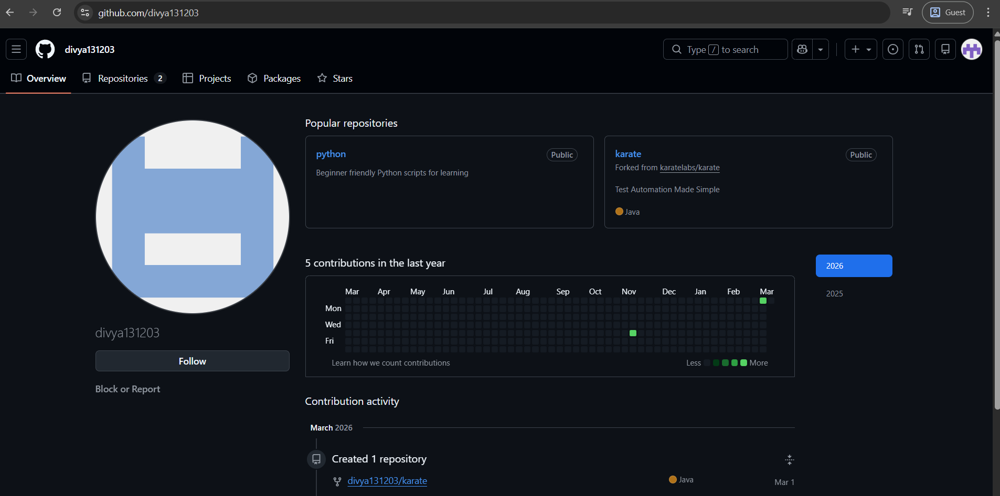 github.com/divya131203
Guest
divya131203
Type / to search
Overview
Repositories 2
Projects
Packages
Stars
divya131203
Follow
Block or Report
Popular repositories
python
Public
Beginner friendly Python scripts for learning
karate
Public
Forked from karatelabs/karate
Test Automation Made Simple
Java
5 contributions in the last year
2026
2025
Mar Apr May Jun Jul Aug Sep Oct Nov Dec Jan Feb Mar
Mon
Wed
Fri
Learn how we count contributions
Less More
Contribution activity
March 2026
Created 1 repository
divya131203/karate
Java
Mar 1